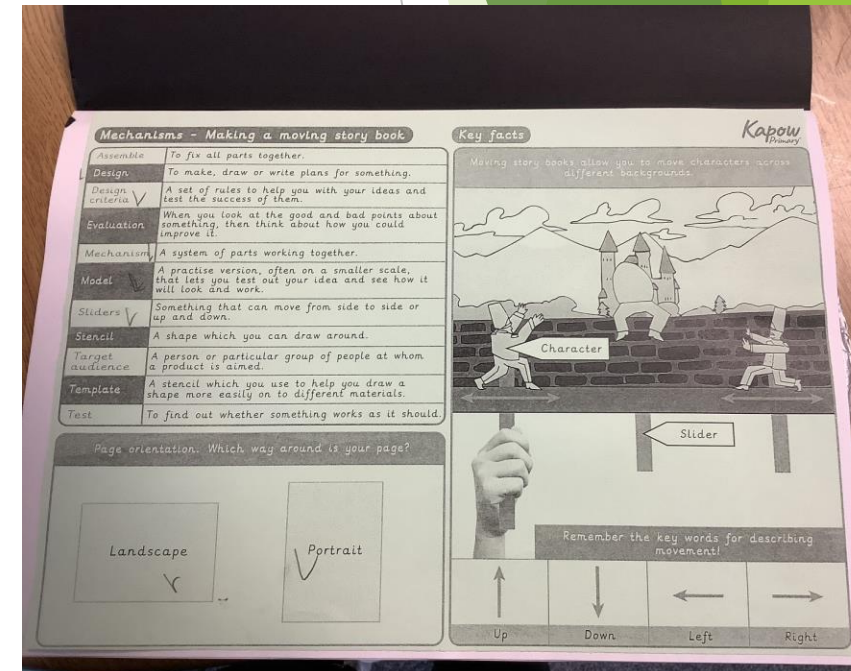 Mechanisms - Making a moving story book
Assemble
To fix all parts together.
Design
To make, draw or write plans for something.
Design
criteria
A set of rules to help you with your ideas and
test the success of them.
Evaluation
When you look at the good and bad points about
something, then think about how you could
improve it.
Mechanism
A system of parts working together.
Model
A practise version, often on a smaller scale,
that lets you test out your idea and see how it
will look and work.
Sliders
Something that can move from side to side or
up and down.
Stencil
A shape which you can draw around.
Target
audience
A person or particular group of people at whom
a product is aimed.
Template
A stencil which you use to help you draw a
shape more easily on to different materials.
Test
To find out whether something works as it should.
Page orientation. Which way around is your page?
Landscape
Portrait
Key facts
Kapow
Primary
Moving story books allow you to move characters across
different backgrounds.
Character
Slider
Remember the key words for describing
movement!
Up
Down
Left
Right